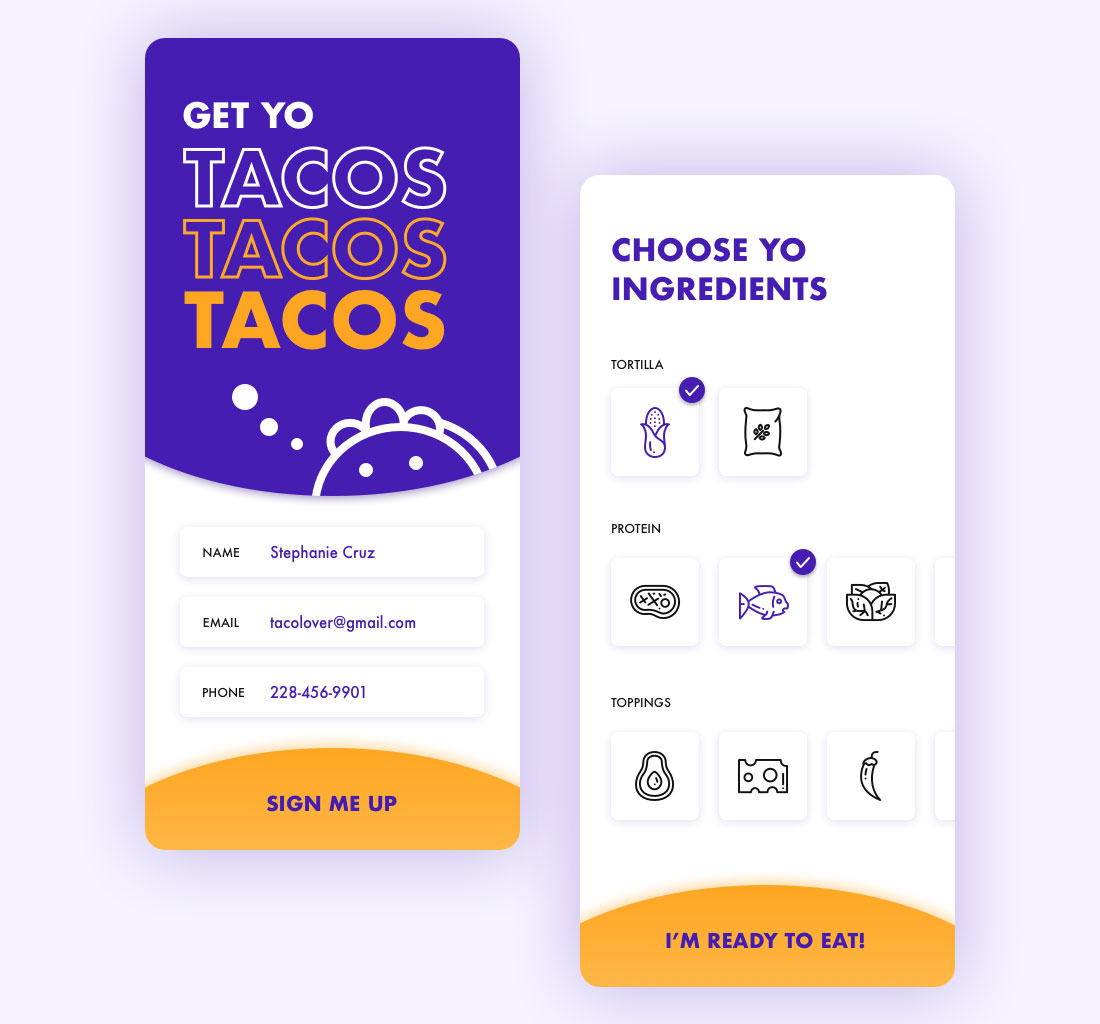 GET YO
TACOS
TACOS
TACOS
NAME Stephanie Cruz
EMAIL tacolover@gmail.com
PHONE 228-456-9901
SIGN ME UP
CHOOSE YO
INGREDIENTS
TORTILLA
PROTEIN
TOPPINGS
I'M READY TO EAT!